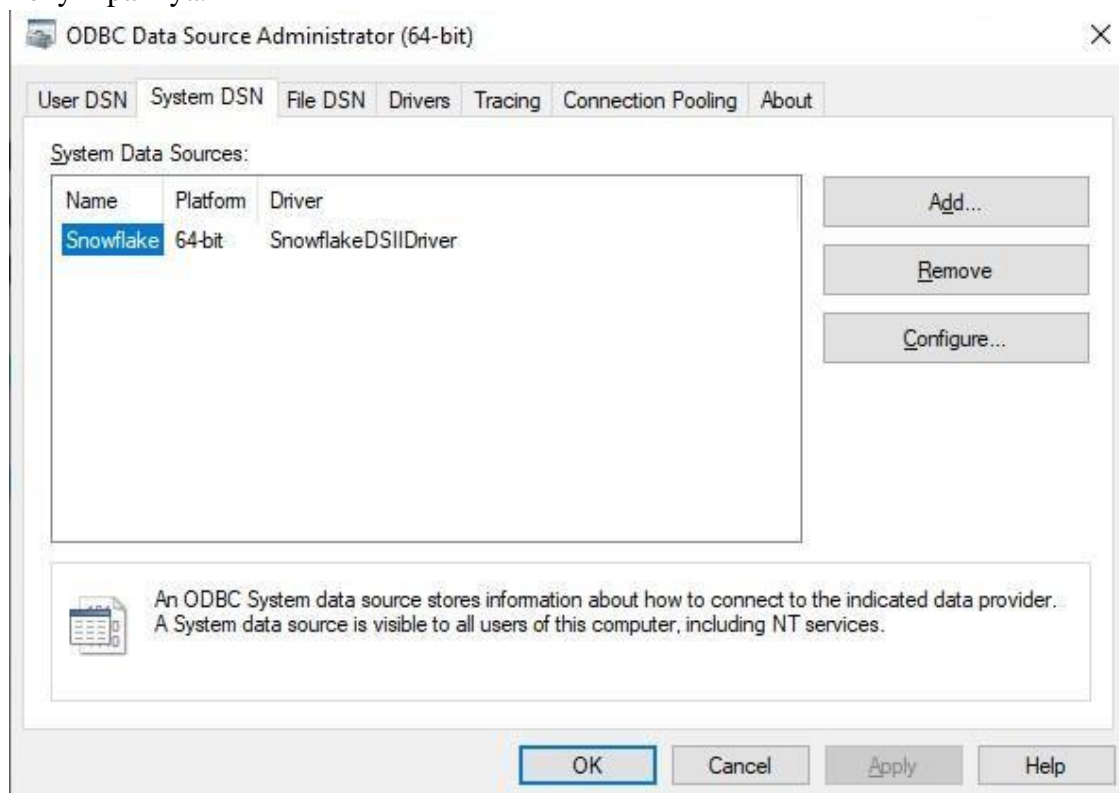 ODBC Data Source Administrator (64-bit)
User DSN System DSN File DSN Drivers Tracing Connection Pooling About
System Data Sources:
Name Platform Driver
Snowflake 64-bit SnowflakeDSIIDriver
Add...
Remove
Configure...
An ODBC System data source stores information about how to connect to the indicated data provider.
A System data source is visible to all users of this computer, including NT services.
OK Cancel Apply Help